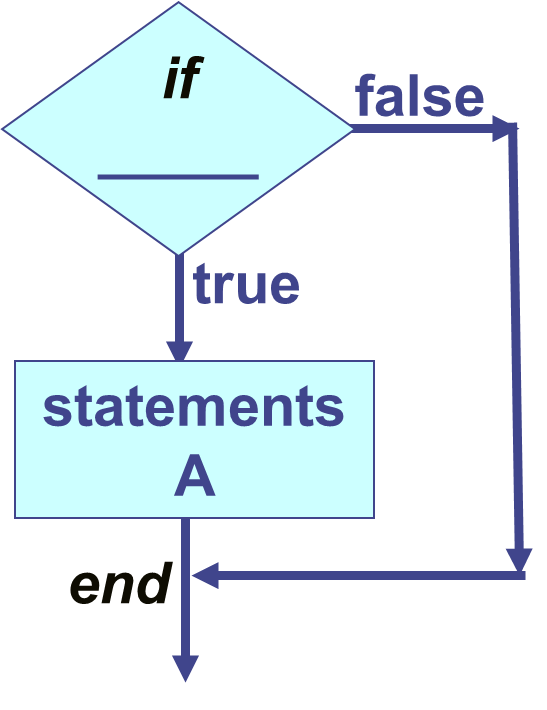 if
false
true
statements
A
end